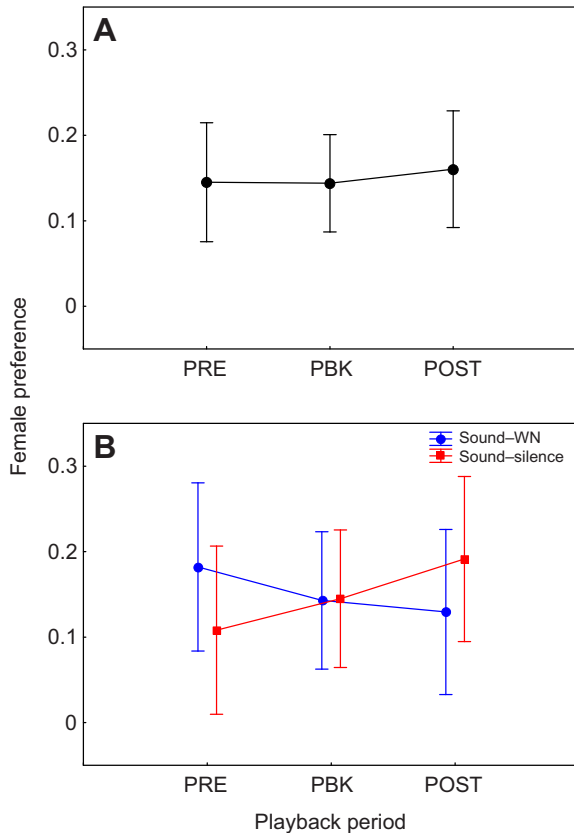 A
0.3
0.2
0.1
0
PRE PBK POST
Female preference
B
Sound–WN
Sound–silence
0.3
0.2
0.1
0
PRE PBK POST
Playback period